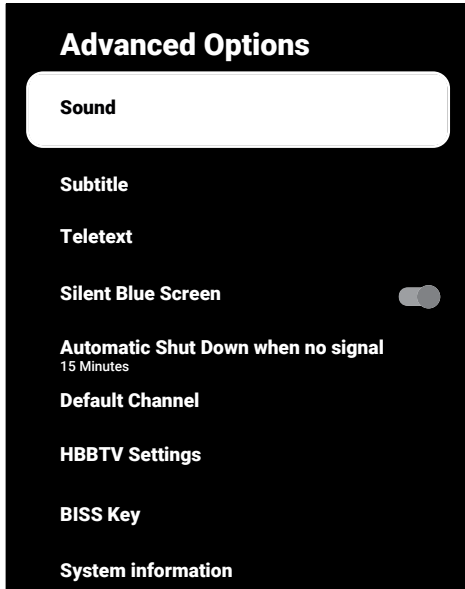 Advanced Options
Sound
Subtitle
Teletext
Silent Blue Screen
Automatic Shut Down when no signal
15 Minutes
Default Channel
HBBTV Settings
BISS Key
System information